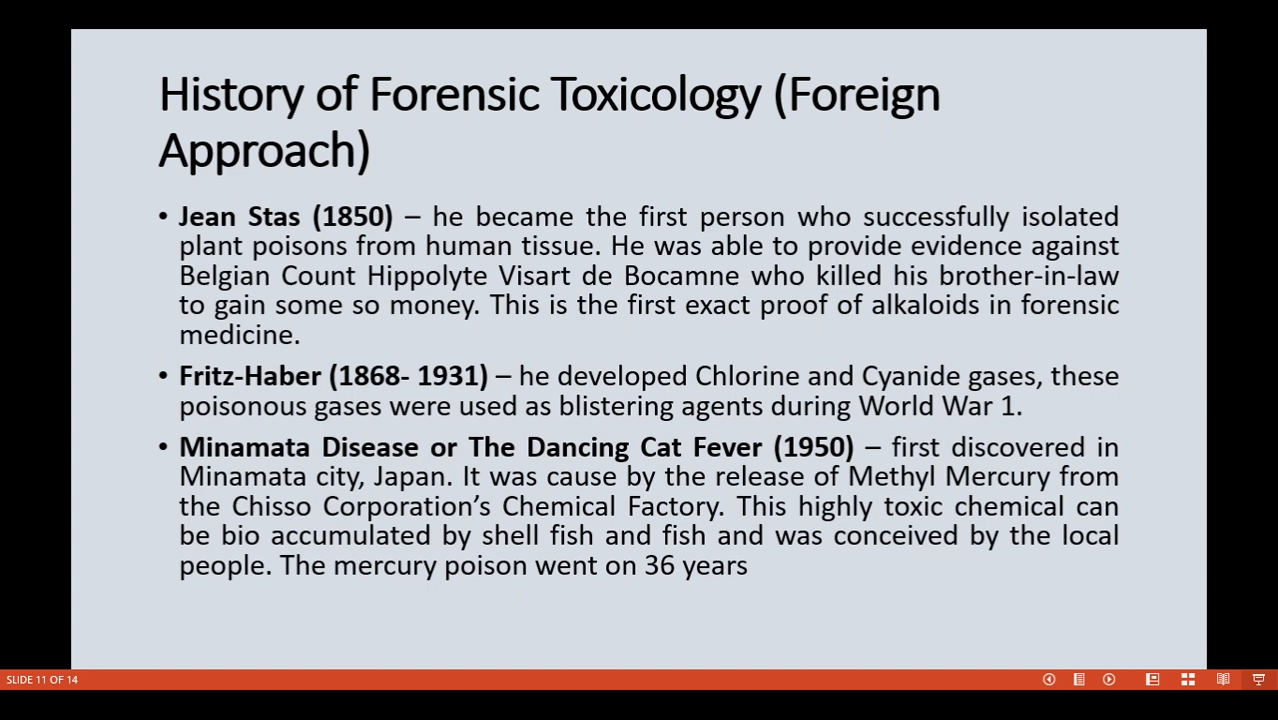 History of Forensic Toxicology (Foreign
Approach)
• Jean Stas (1850) – he became the first person who successfully isolated
plant poisons from human tissue. He was able to provide evidence against
Belgian Count Hippolyte Visart de Bocamne who killed his brother-in-law
to gain some so money. This is the first exact proof of alkaloids in forensic
medicine.
• Fritz-Haber (1868- 1931) – he developed Chlorine and Cyanide gases, these
poisonous gases were used as blistering agents during World War 1.
• Minamata Disease or The Dancing Cat Fever (1950) – first discovered in
Minamata city, Japan. It was cause by the release of Methyl Mercury from
the Chisso Corporation’s Chemical Factory. This highly toxic chemical can
be bio accumulated by shell fish and fish and was conceived by the local
people. The mercury poison went on 36 years
SLIDE 11 OF 14